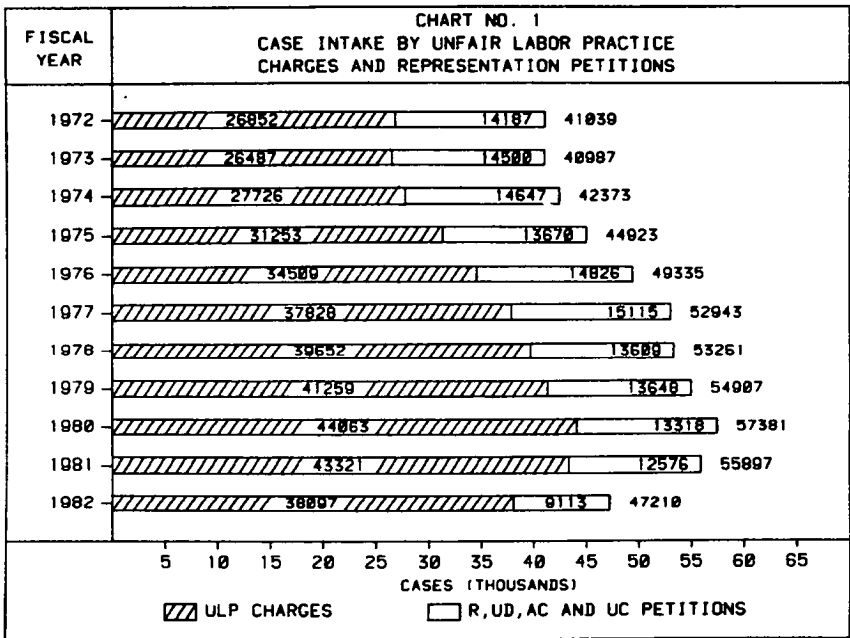 CHART NO. 1
FISCAL YEAR
CASE INTAKE BY UNFAIR LABOR PRACTICE
CHARGES AND REPRESENTATION PETITIONS
1972 26852 14187 41039
1973 26487 14500 40987
1974 27726 14647 42373
1975 31253 13670 44923
1976 34509 14826 49335
1977 37828 15115 52943
1978 39652 13609 53261
1979 41259 13648 54907
1980 44063 13318 57381
1981 43321 12576 55897
1982 38097 9113 47210
5 10 15 20 25 30 35 40 45 50 55 60 65
CASES (THOUSANDS)
ULP CHARGES R,UD,AC AND UC PETITIONS